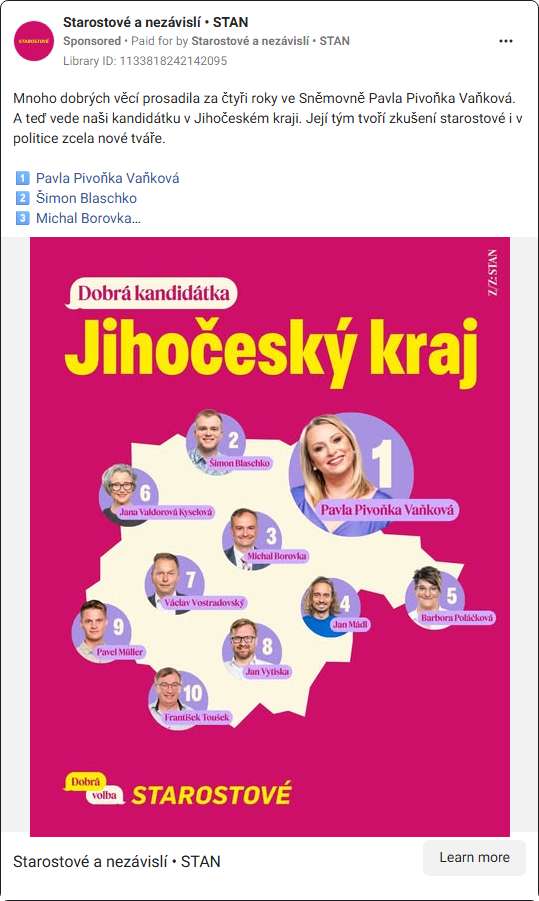 Starostové a nezávislí • STAN
Sponsored • Paid for by Starostové a nezávislí • STAN
Library ID: 1133818242142095
Mnoho dobrých věcí prosadila za čtyři roky ve Sněmovně Pavla Pivoňka Vaňková.
A teď vede naši kandidátku v Jihočeském kraji. Její tým tvoří zkušení starostové i v
politice zcela nové tváře.
1 Pavla Pivoňka Vaňková
2 Šimon Blaschko
3 Michal Borovka...
STAROSTOVÉ
Z/Z: STAN
Dobrá kandidátka
Jihočeský kraj
2
Šimon Blaschko
1
Pavla Pivoňka Vaňková
6
Jana Valdorová Kyselová
3
Michal Borovka
7
Václav Vostradovský
4
Jan Mádl
5
Barbora Poláčková
9
Pavel Müller
8
Jan Vytiska
10
František Toušek
Dobrá
volba
STAROSTOVÉ
Starostové a nezávislí • STAN
Learn more